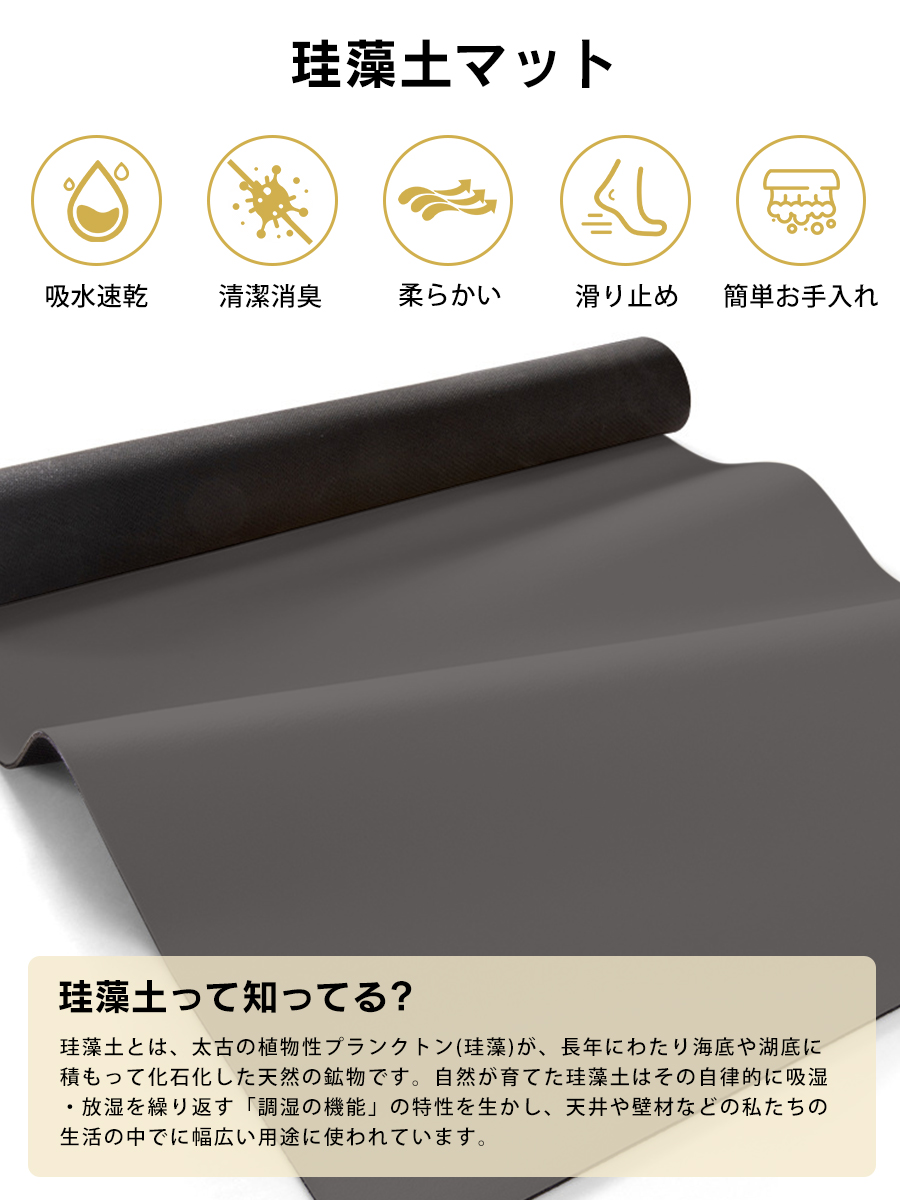 珪藻土マット
吸水速乾
清潔消臭
柔らかい
滑り止め
簡単お手入れ
珪藻土って知ってる?
珪藻土とは、太古の植物性プランクトン(珪藻)が、長年にわたり海底や湖底に
積もって化石化した天然の鉱物です。自然が育てた珪藻土はその自律的に吸湿
・放湿を繰り返す「調湿の機能」の特性を生かし、天井や壁材などの私たちの
生活の中でに幅広い用途に使われています。